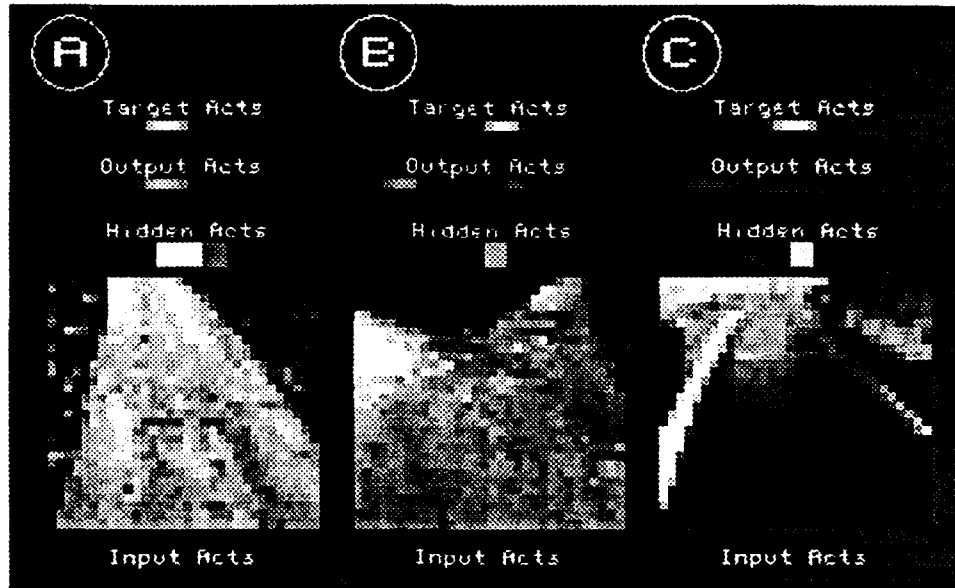 A B C
Target Acts Target Acts Target Acts
Output Acts Output Acts Output Acts
Hidden Acts Hidden Acts Hidden Acts
Input Acts Input Acts Input Acts